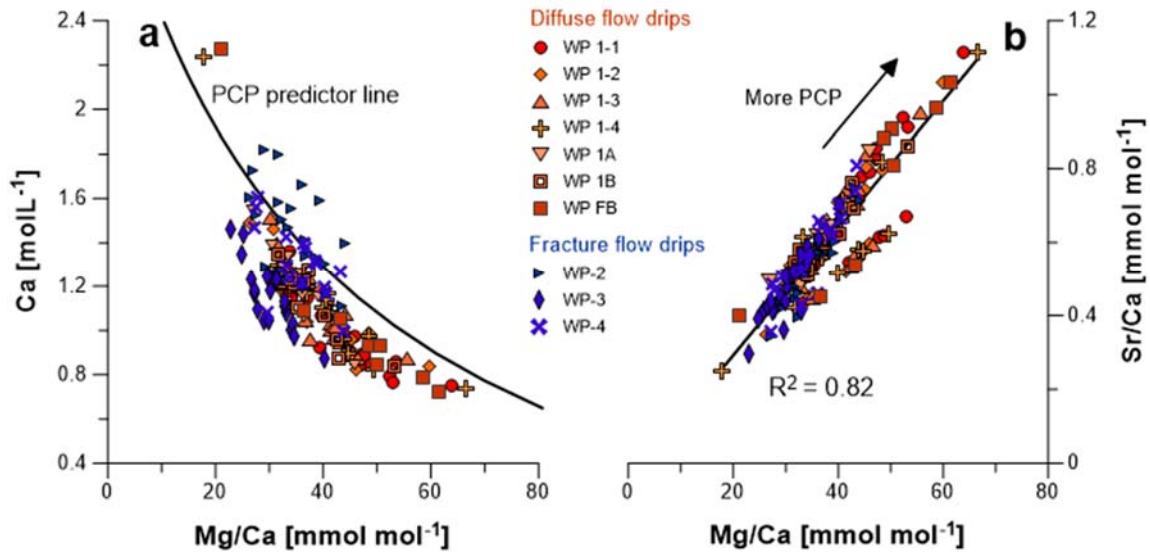 a
PCP predictor line
2.4
2
1.6
1.2
0.8
0.4
Ca [molL⁻¹]
0
20
40
60
80
Mg/Ca [mmol mol⁻¹]
Diffuse flow drips
WP 1-1
WP 1-2
WP 1-3
WP 1-4
WP 1A
WP 1B
WP FB
Fracture flow drips
WP-2
WP-3
WP-4
b
More PCP
R² = 0.82
1.2
0.8
0.4
0
Sr/Ca [mmol mol⁻¹]
0
20
40
60
80
Mg/Ca [mmol mol⁻¹]